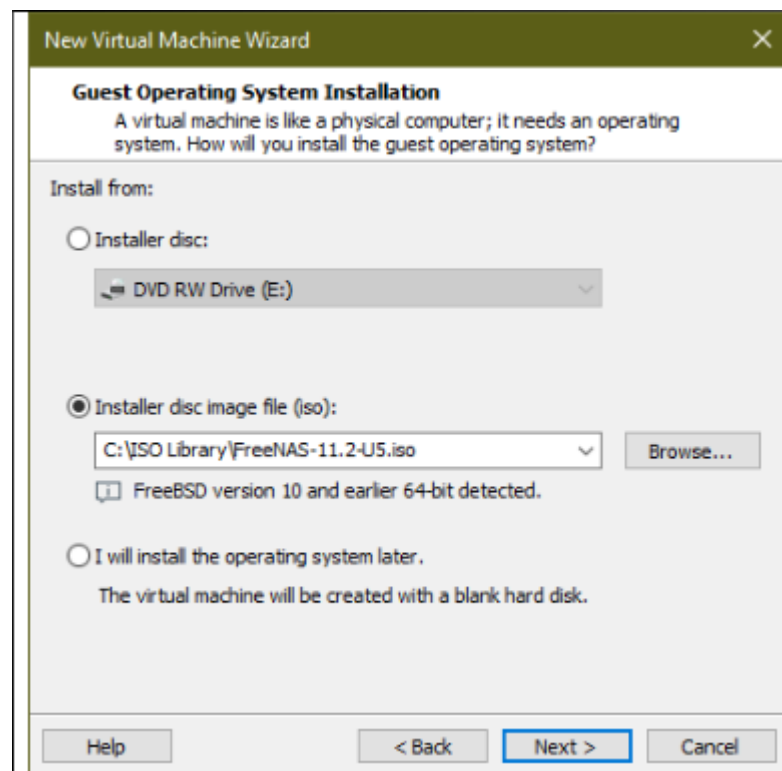 New Virtual Machine Wizard
Guest Operating System Installation
A virtual machine is like a physical computer; it needs an operating
system. How will you install the guest operating system?
Install from:
Installer disc:
DVD RW Drive (E:)
Installer disc image file (iso):
C:\ISO Library\FreeNAS-11.2-U5.iso
Browse...
FreeBSD version 10 and earlier 64-bit detected.
I will install the operating system later.
The virtual machine will be created with a blank hard disk.
Help
< Back
Next >
Cancel